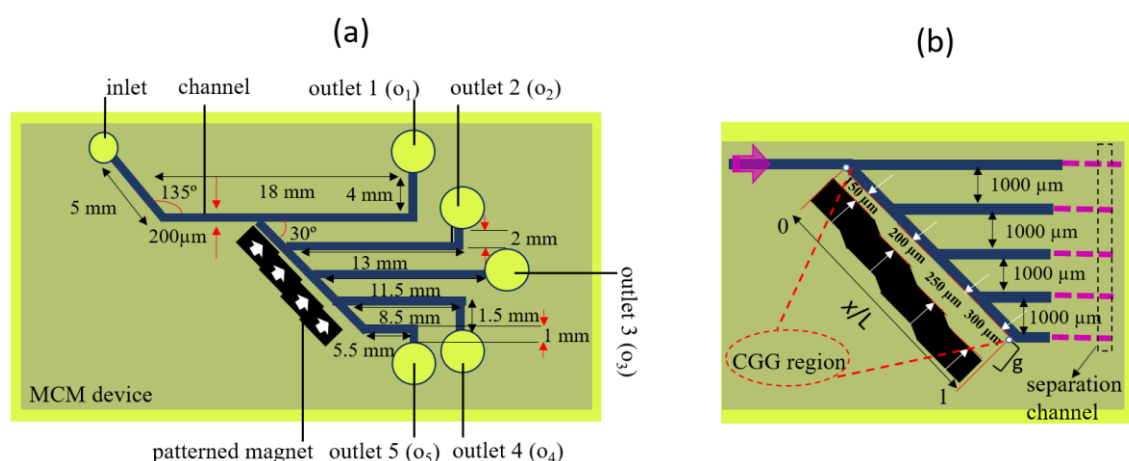 (a)
(b)
inlet
channel
outlet 1 (o₁)
outlet 2 (o₂)
135º
18 mm
4 mm
5 mm
200µm
30º
2 mm
13 mm
11.5 mm
8.5 mm
1.5 mm
5.5 mm
1 mm
outlet 3 (o₃)
MCM device
patterned magnet
outlet 5 (o₅)
outlet 4 (o₄)
150 µm
1000 µm
0
200 µm
1000 µm
250 µm
1000 µm
x/L
300 µm
1000 µm
CGG region
g
1
separation
channel